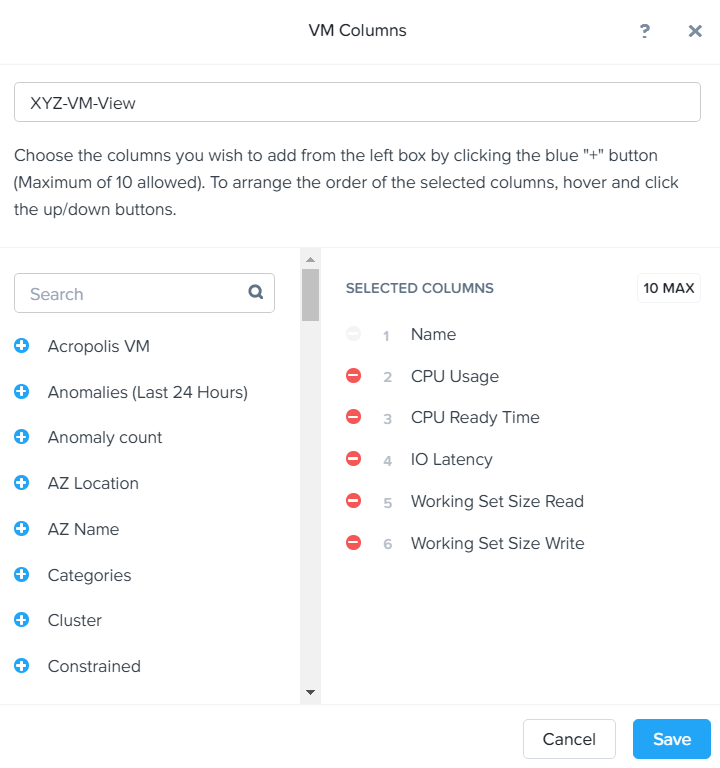 VM Columns
?
XYZ-VM-View
Choose the columns you wish to add from the left box by clicking the blue "+" button
(Maximum of 10 allowed). To arrange the order of the selected columns, hover and click
the up/down buttons.
Search
Acropolis VM
Anomalies (Last 24 Hours)
Anomaly count
AZ Location
AZ Name
Categories
Cluster
Constrained
SELECTED COLUMNS 10 MAX
1 Name
2 CPU Usage
3 CPU Ready Time
4 IO Latency
5 Working Set Size Read
6 Working Set Size Write
Cancel Save